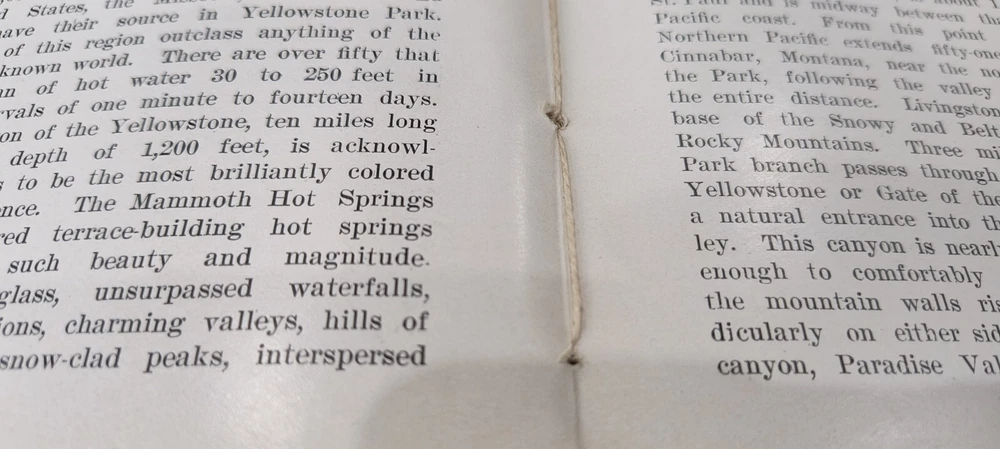 States, the
ave their source in Yellowstone Park.
of this region outclass anything of the
known world. There are over fifty that
n of hot water 30 to 250 feet in
rvals of one minute to fourteen days.
on of the Yellowstone, ten miles long
depth of 1,200 feet, is acknowl-
s to be the most brilliantly colored
nce. The Mammoth Hot Springs
red terrace-building hot springs
such beauty and magnitude.
glass, unsurpassed waterfalls,
ions, charming valleys, hills of
snow-clad peaks, interspersed
St. Paul and is midway between th
Pacific coast. From this point
Northern Pacific extends fifty-one
Cinnabar, Montana, near the no
the Park, following the valley
the entire distance. Livingston
base of the Snowy and Belt
Rocky Mountains. Three mi
Park branch passes through
Yellowstone or Gate of the
a natural entrance into th
ley. This canyon is nearl
enough to comfortably
the mountain walls ris
dicularly on either sid
canyon, Paradise Val